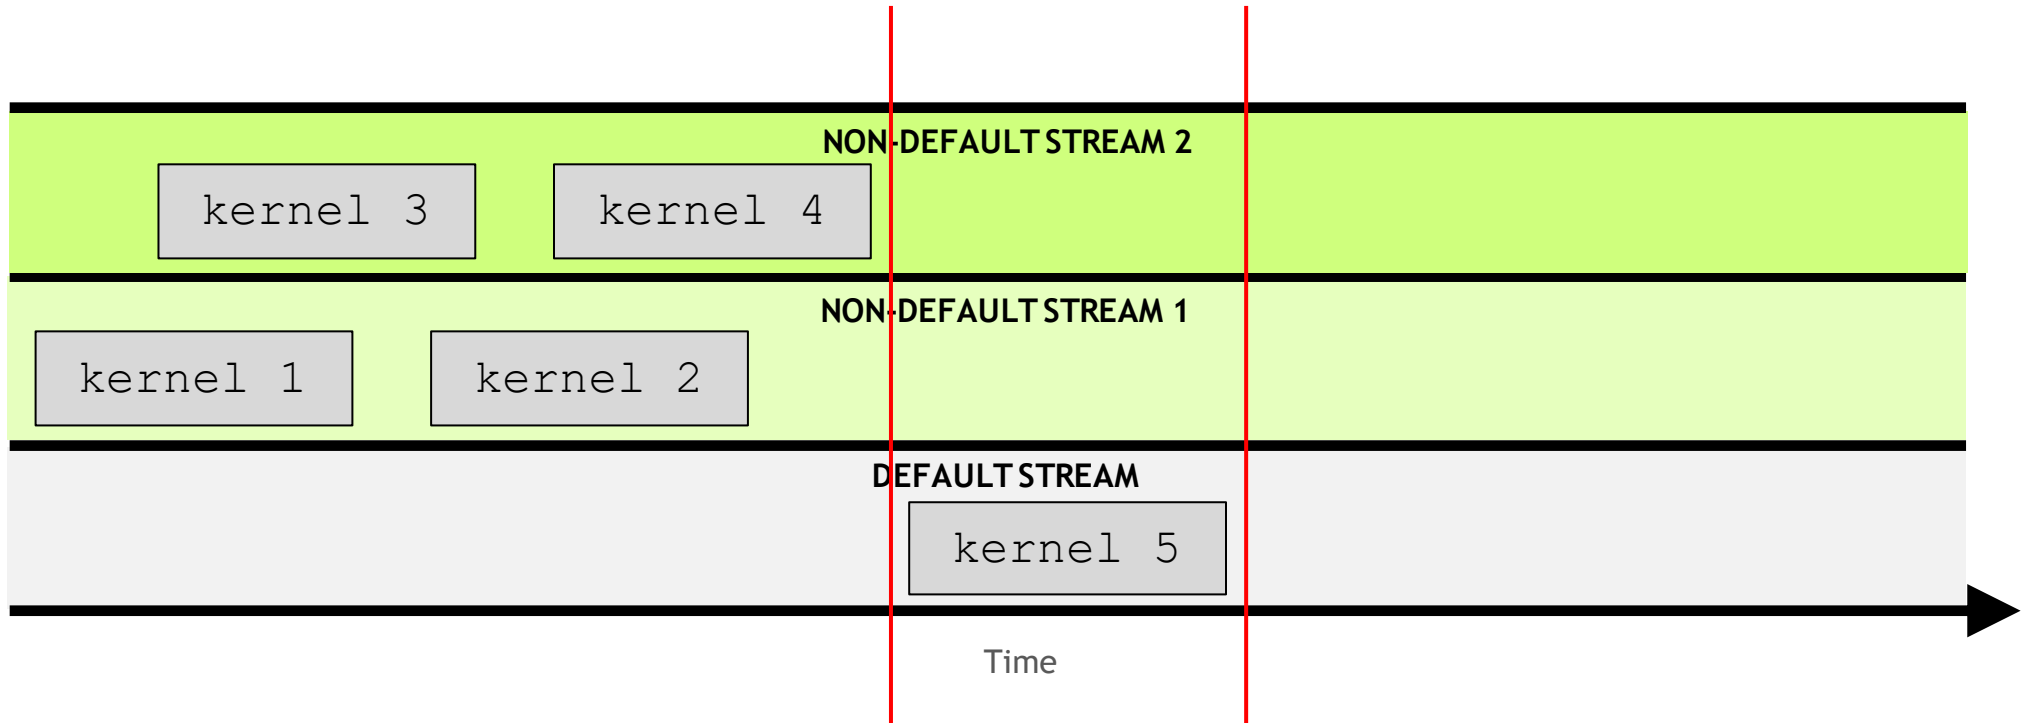 NON-DEFAULT STREAM 2
kernel 3
kernel 4
NON-DEFAULT STREAM 1
kernel 1
kernel 2
DEFAULT STREAM
kernel 5
Time